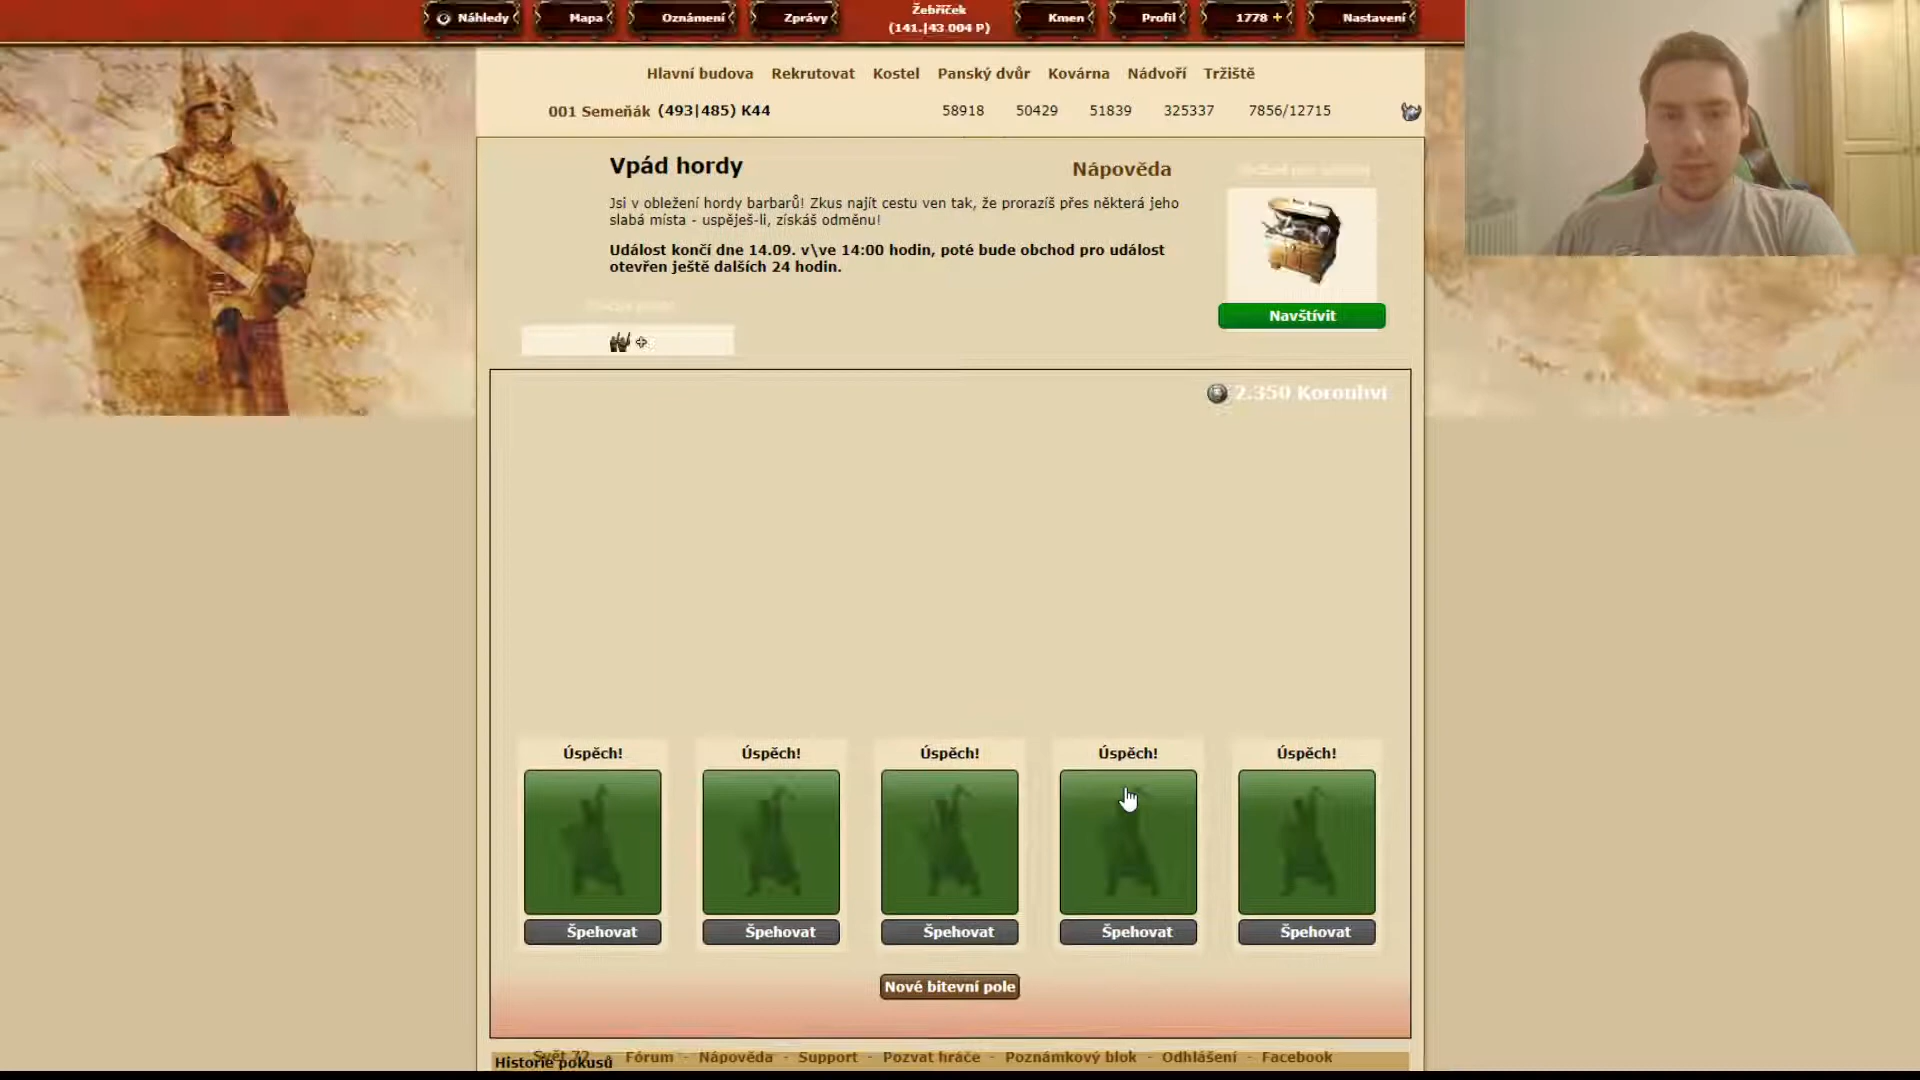 Náhledy
Mapa
Oznámení
Zprávy
Žebříček
(141.|43.004 P)
Kmen
Profil
1778 +
Nastavení
Hlavní budova Rekrutovat Kostel Panský dvůr Kovárna Nádvoří Tržiště
001 Semeňák (493|485) K44 58918 50429 51839 325337 7856/12715
Vpád hordy
Nápověda
Jsi v obležení hordy barbarů! Zkus najít cestu ven tak, že prorazíš přes některá jeho
slabá místa - uspěješ-li, získáš odměnu!
Událost končí dne 14.09. v\ve 14:00 hodin, poté bude obchod pro událost
otevřen ještě dalších 24 hodin.
Navštívit
2.350 Korouhví
Úspěch! Úspěch! Úspěch! Úspěch! Úspěch!
Špehovat Špehovat Špehovat Špehovat Špehovat
Nové bitevní pole
Svět 72 - Fórum - Nápověda - Support - Pozvat hráče - Poznámkový blok - Odhlášení - Facebook
Historie pokusů